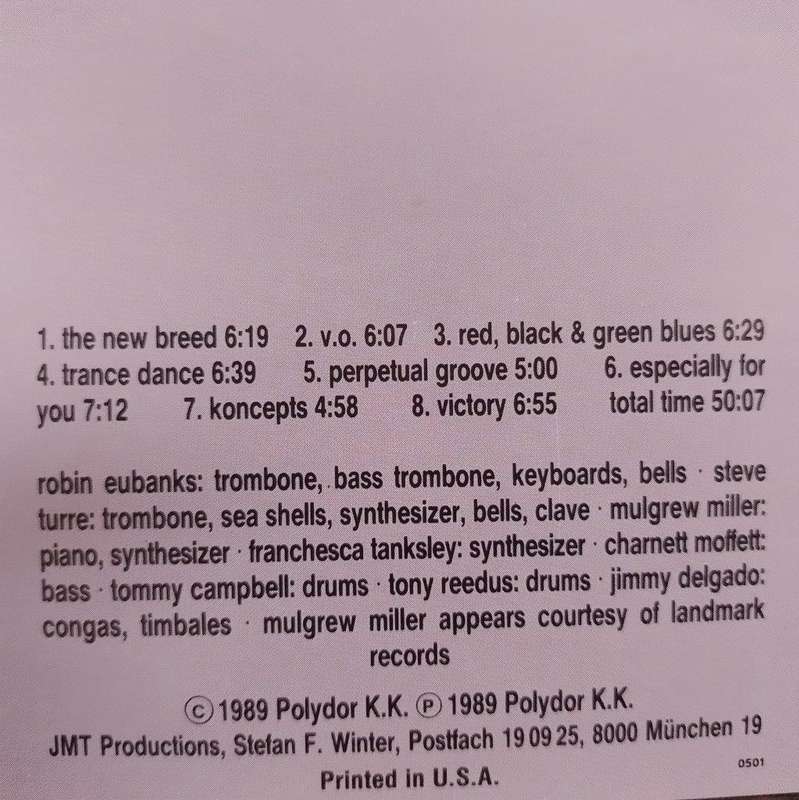 1. the new breed 6:19 2. v.o. 6:07 3. red, black & green blues 6:29
4. trance dance 6:39 5. perpetual groove 5:00 6. especially for
you 7:12 7. koncepts 4:58 8. victory 6:55 total time 50:07
robin eubanks: trombone, bass trombone, keyboards, bells · steve
turre: trombone, sea shells, synthesizer, bells, clave · mulgrew miller:
piano, synthesizer · franchesca tanksley: synthesizer · charnett moffett:
bass · tommy campbell: drums · tony reedus: drums · jimmy delgado:
congas, timbales · mulgrew miller appears courtesy of landmark
records
© 1989 Polydor K.K. ℗ 1989 Polydor K.K.
JMT Productions, Stefan F. Winter, Postfach 19 09 25, 8000 München 19
0501
Printed in U.S.A.